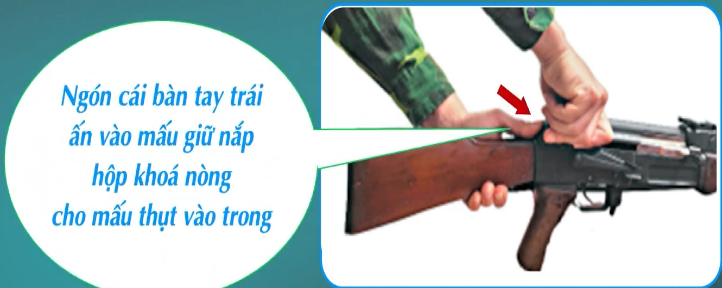 Ngón cái bàn tay trái
ấn vào mấu giữ nắp
hộp khoá nòng
cho mấu thụt vào trong